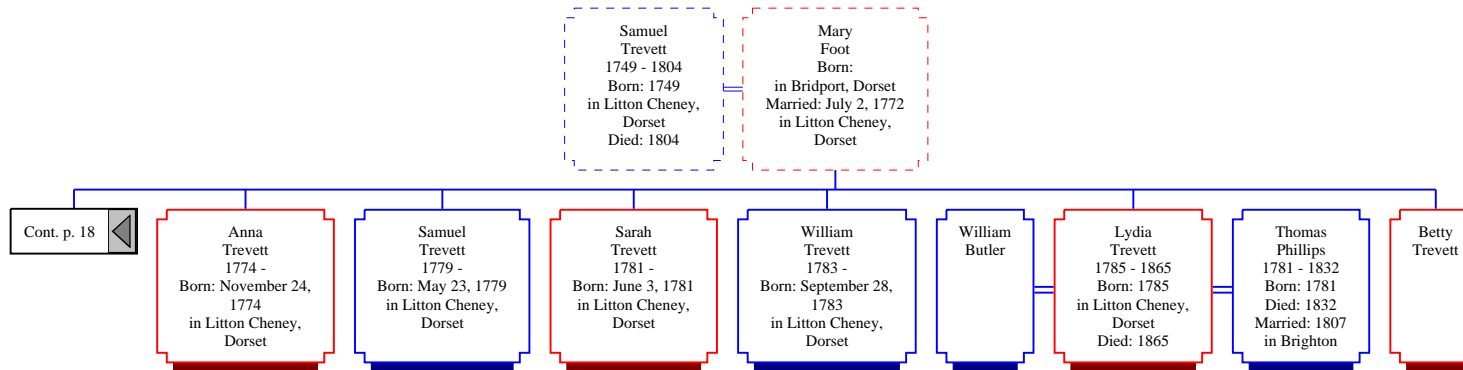 Samuel
Trevett
1749 - 1804
Born: 1749
in Litton Cheney,
Dorset
Died: 1804
Mary
Foot
Born:
in Bridport, Dorset
Married: July 2, 1772
in Litton Cheney,
Dorset
Cont. p. 18
Anna
Trevett
1774 -
Born: November 24,
1774
in Litton Cheney,
Dorset
Samuel
Trevett
1779 -
Born: May 23, 1779
in Litton Cheney,
Dorset
Sarah
Trevett
1781 -
Born: June 3, 1781
in Litton Cheney,
Dorset
William
Trevett
1783 -
Born: September 28,
1783
in Litton Cheney,
Dorset
William
Butler
Lydia
Trevett
1785 - 1865
Born: 1785
in Litton Cheney,
Dorset
Died: 1865
Thomas
Phillips
1781 - 1832
Born: 1781
Died: 1832
Married: 1807
in Brighton
Betty
Trevett